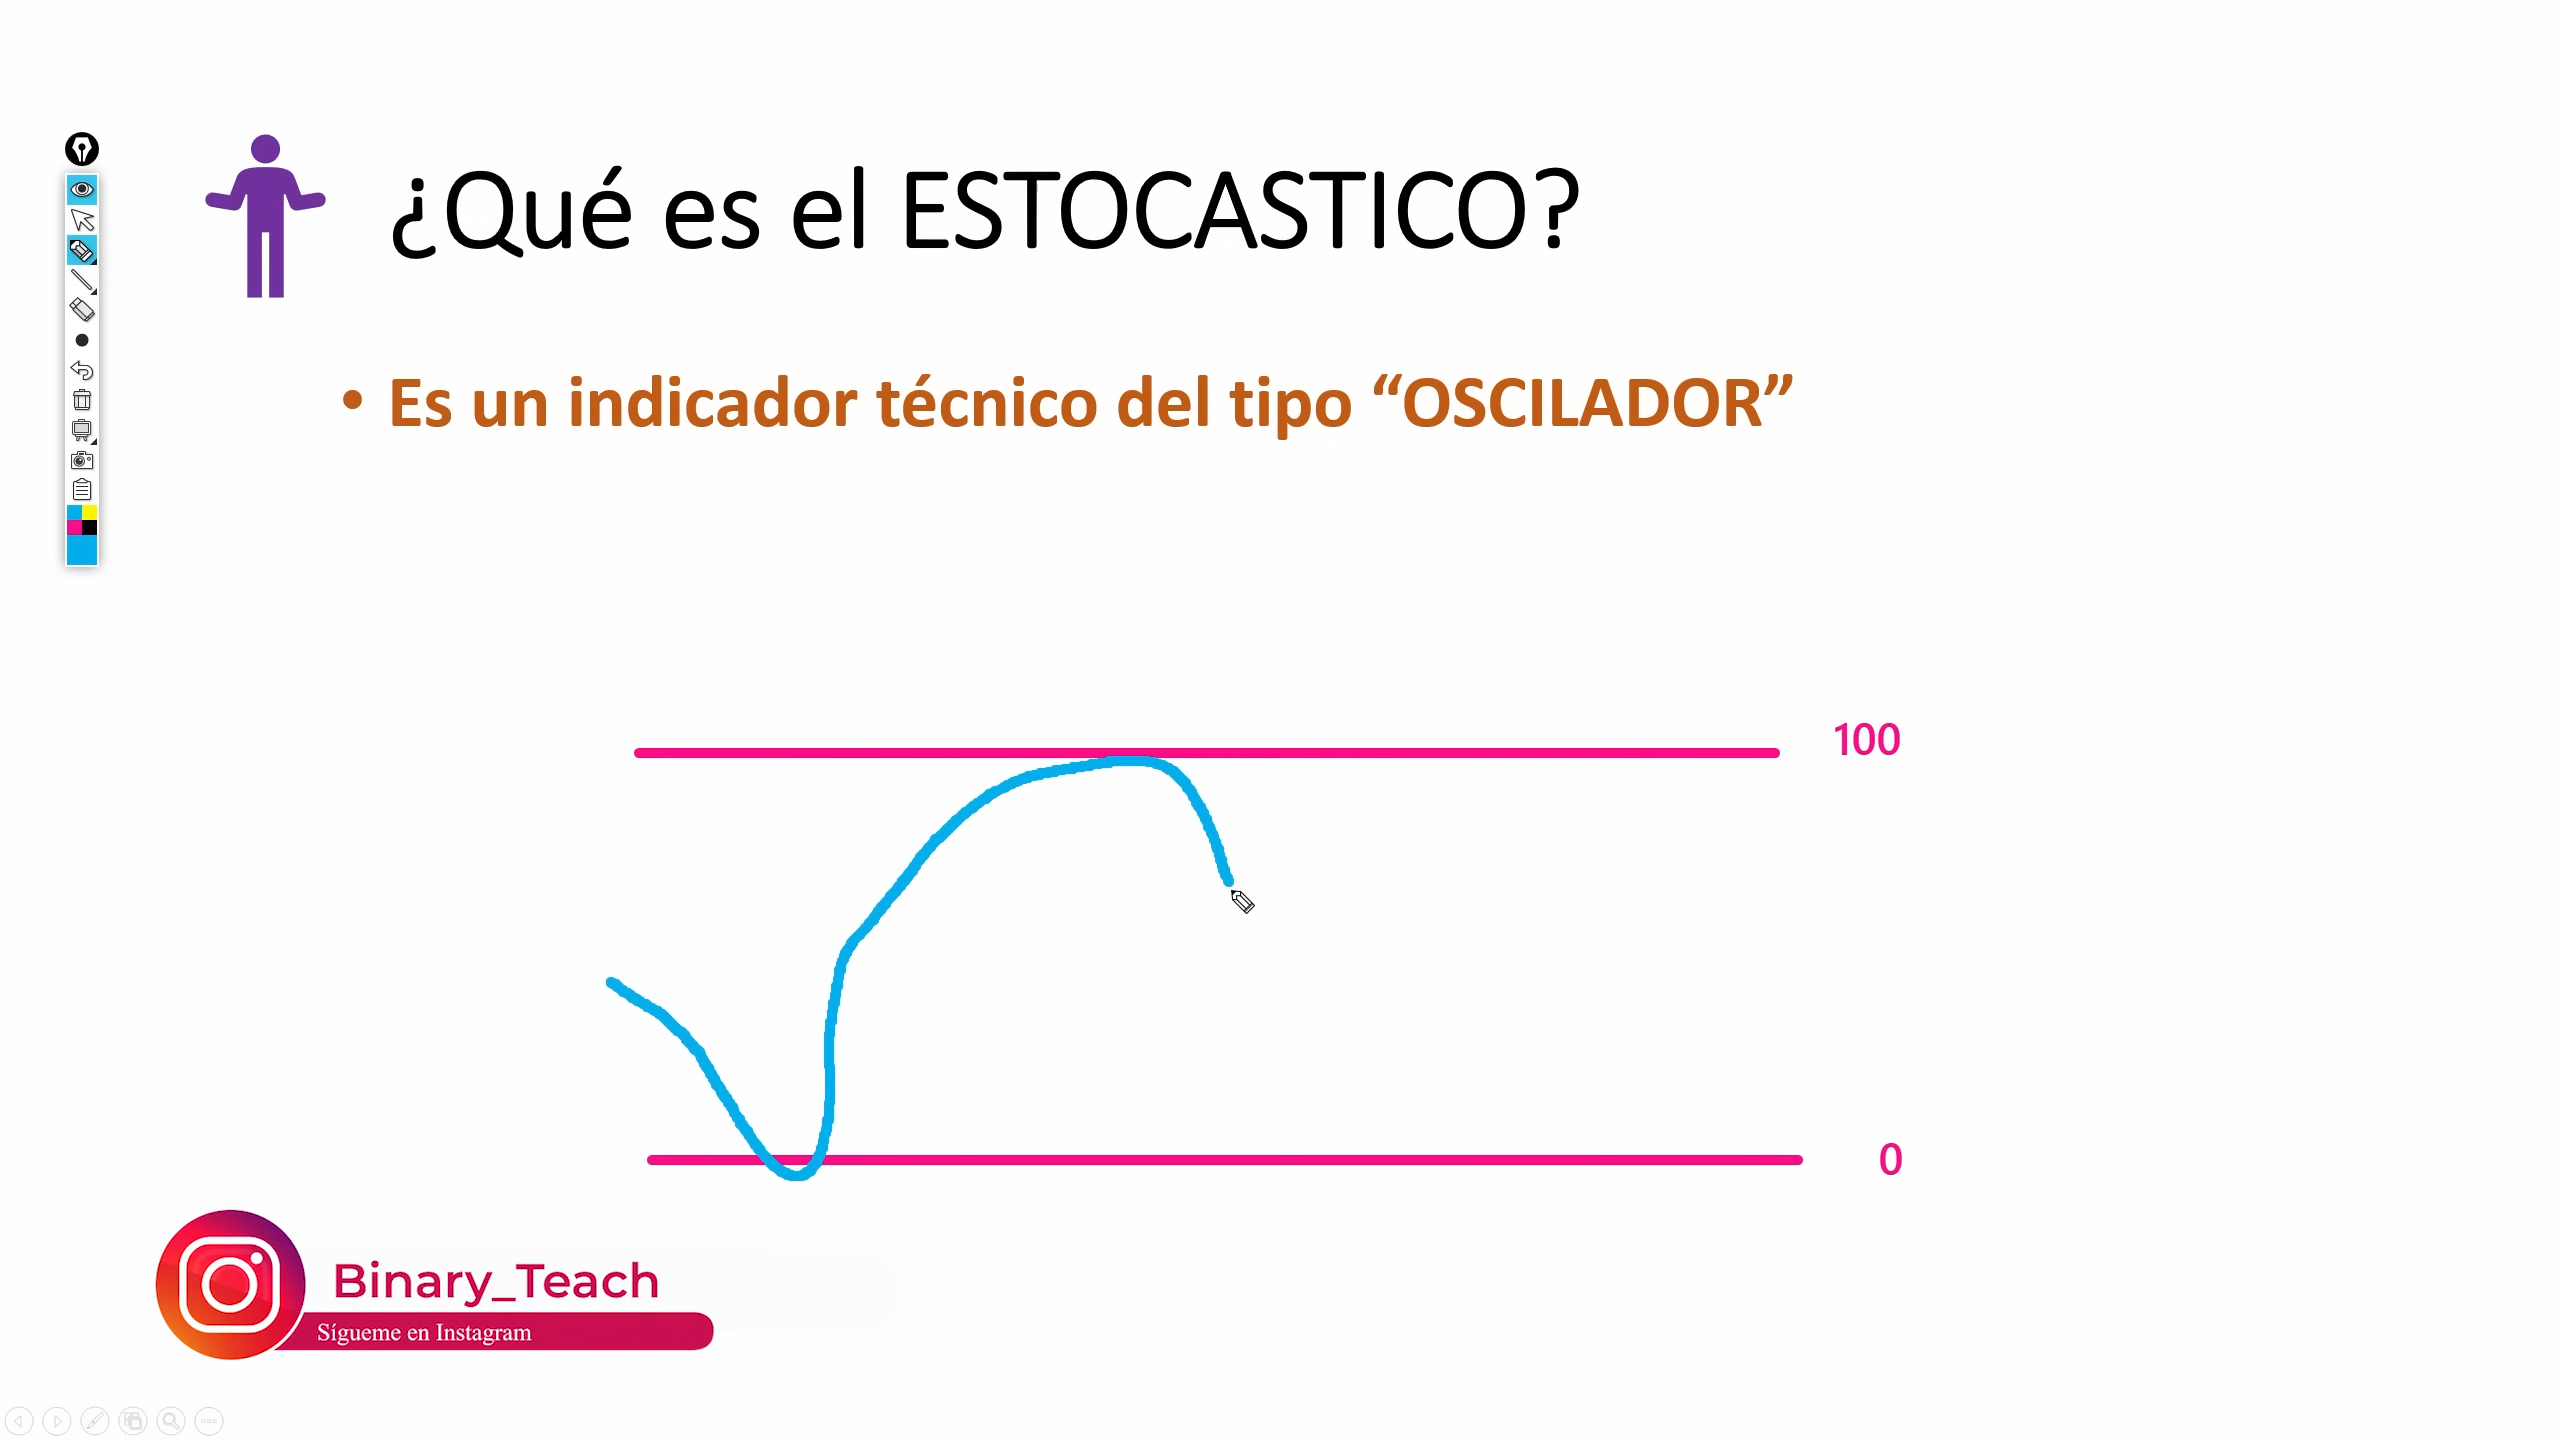 ¿Qué es el ESTOCASTICO?
• Es un indicador técnico del tipo “OSCILADOR”
100
0
Binary_Teach
Sígueme en Instagram